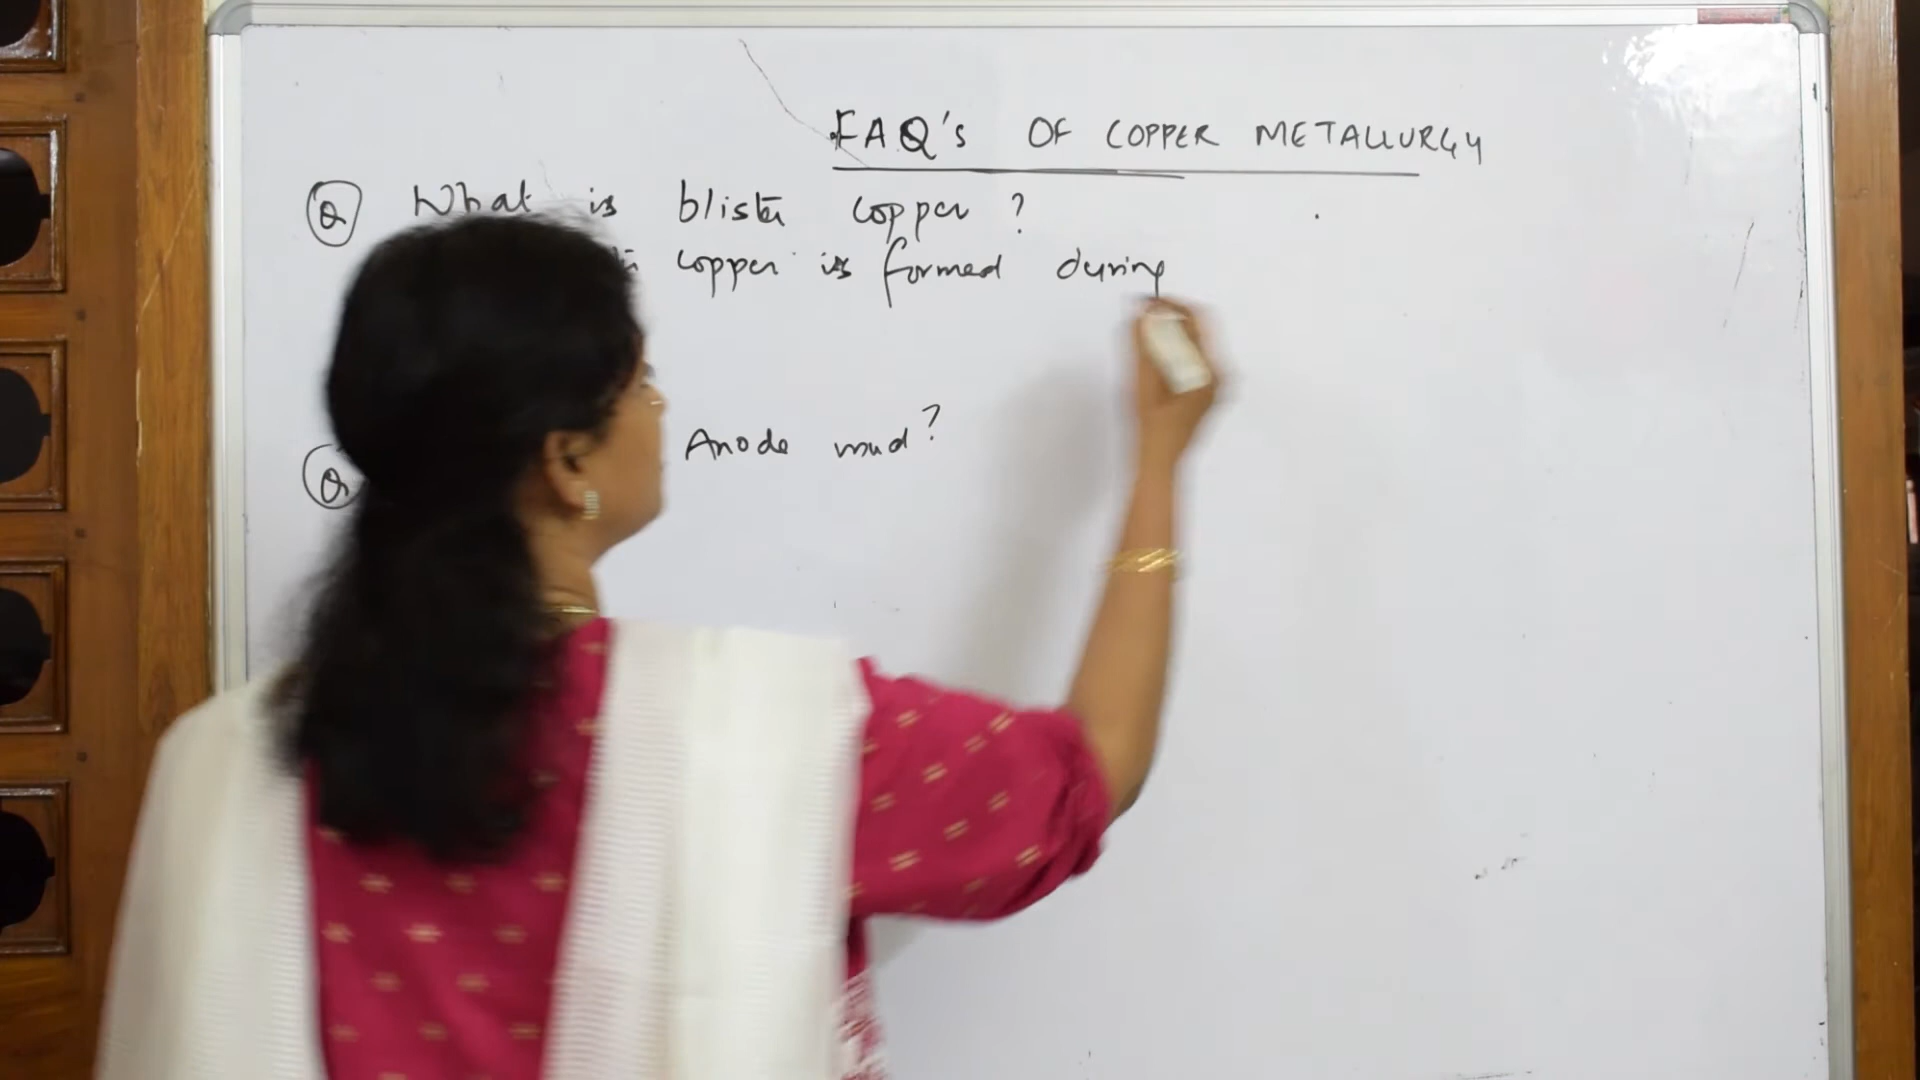 FAQ's OF COPPER METALLURGY
Q What is blister copper ?
copper is formed during
Q Anode mud?